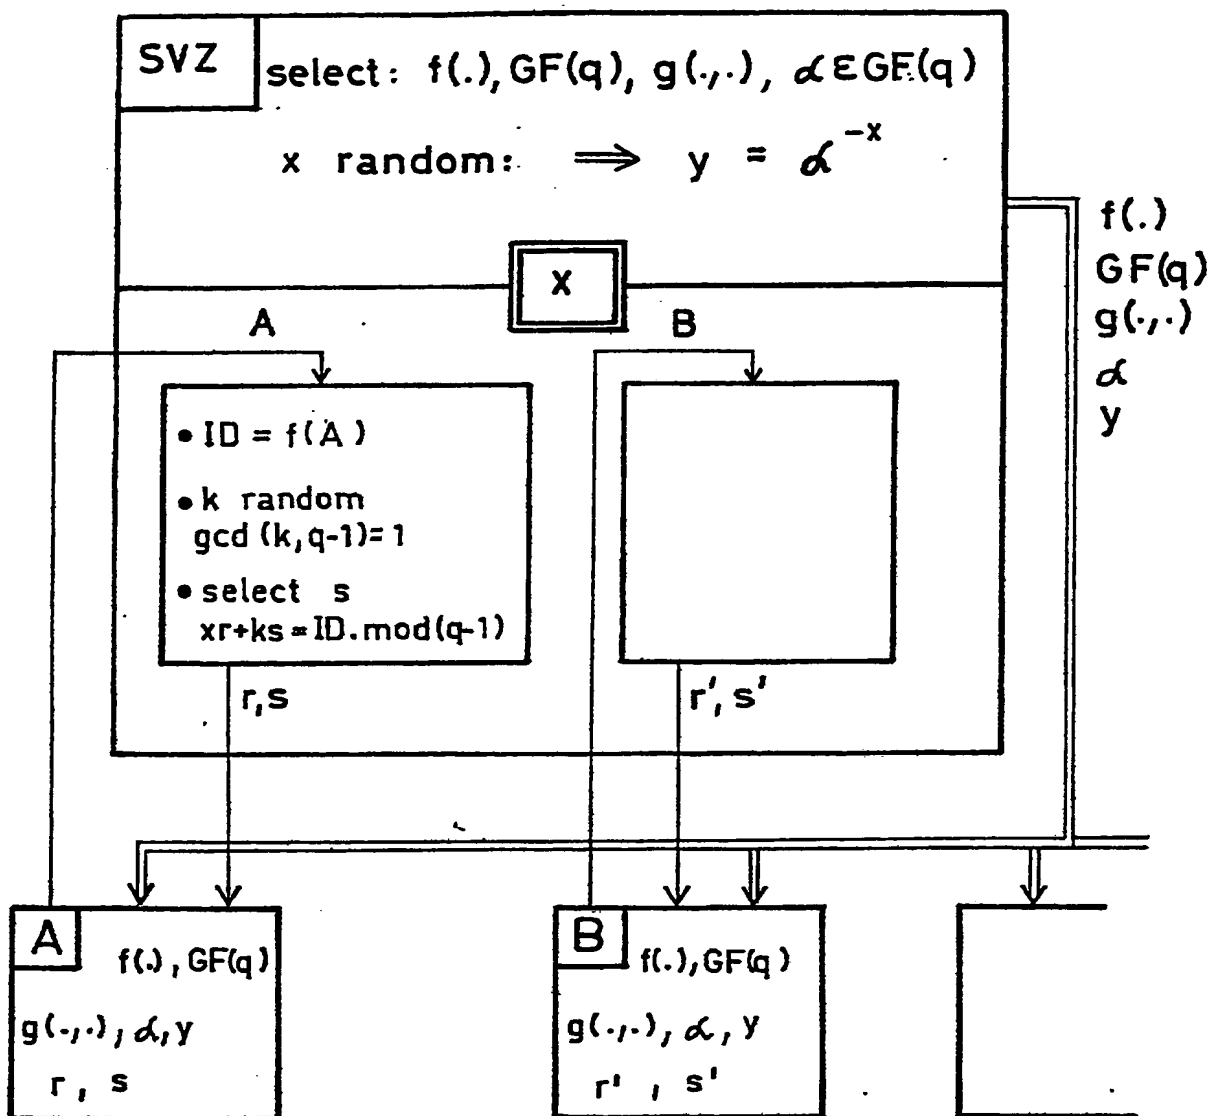 SVZ
select: f(.), GF(q), g(.,.), α ε GF(q)
x random: ⇒ y = α^-x
f(.)
GF(q)
g(.,.)
α
y
X
A
B
• ID = f(A)
• k random
gcd (k, q-1) = 1
• select s
xr+ks = ID.mod(q-1)
r,s
r', s'
A
f(.), GF(q)
g(.,.), α, y
r, s
B
f(.), GF(q)
g(.,.), α, y
r', s'